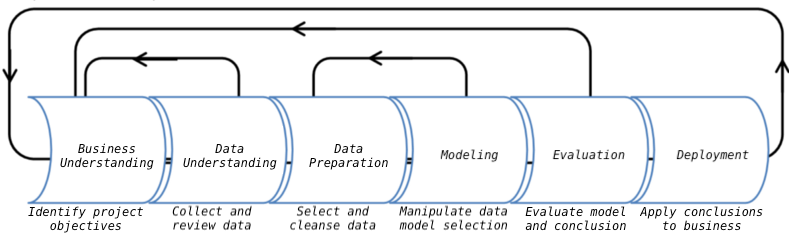 Business
Understanding
Data
Understanding
Data
Preparation
Modeling
Evaluation
Deployment
Identify project
objectives
Collect and
review data
Select and
cleanse data
Manipulate data
model selection
Evaluate model
and conclusion
Apply conclusions
to business